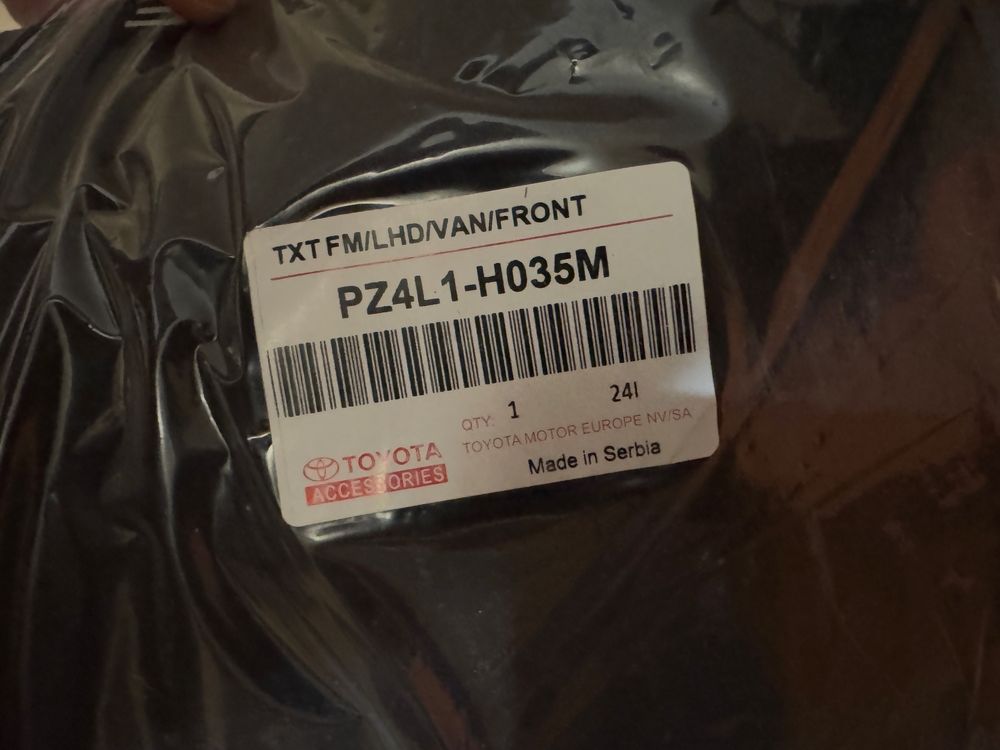 TXT FM/LHD/VAN/FRONT
PZ4L1-H035M
QTY: 1 24I
TOYOTA MOTOR EUROPE NV/SA
TOYOTA
ACCESSORIES
Made in Serbia